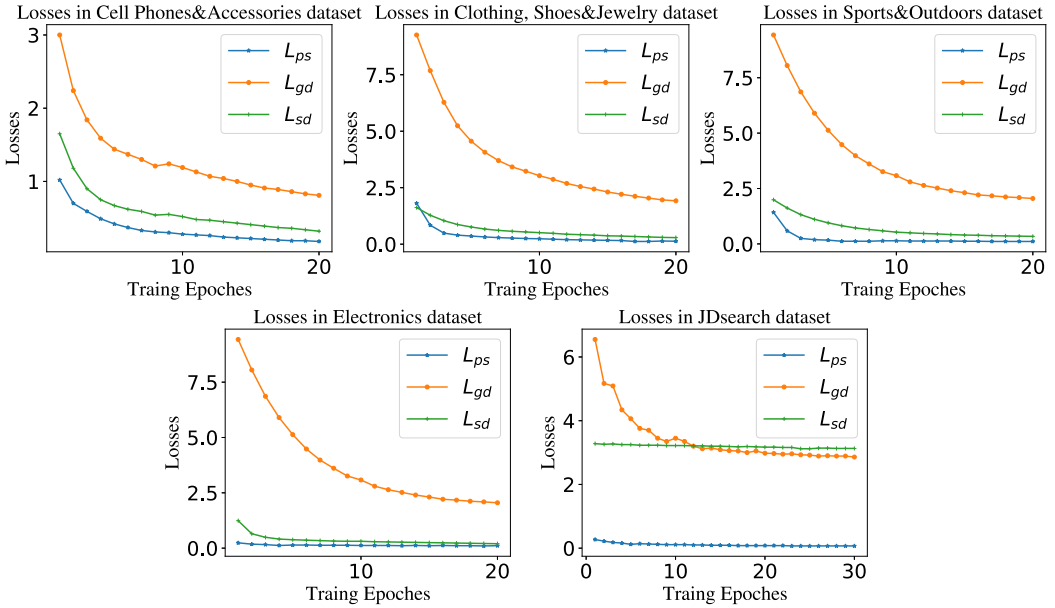 Losses in Cell Phones&Accessories dataset
3
2
1
Losses
L_ps
L_gd
L_sd
10
20
Traing Epoches
Losses in Clothing, Shoes&Jewelry dataset
7.5
5.0
2.5
0.0
Losses
L_ps
L_gd
L_sd
10
20
Traing Epoches
Losses in Sports&Outdoors dataset
7.5
5.0
2.5
0.0
Losses
L_ps
L_gd
L_sd
10
20
Traing Epoches
Losses in Electronics dataset
7.5
5.0
2.5
0.0
Losses
L_ps
L_gd
L_sd
10
20
Traing Epoches
Losses in JDsearch dataset
6
4
2
0
Losses
L_ps
L_gd
L_sd
0
10
20
30
Traing Epoches